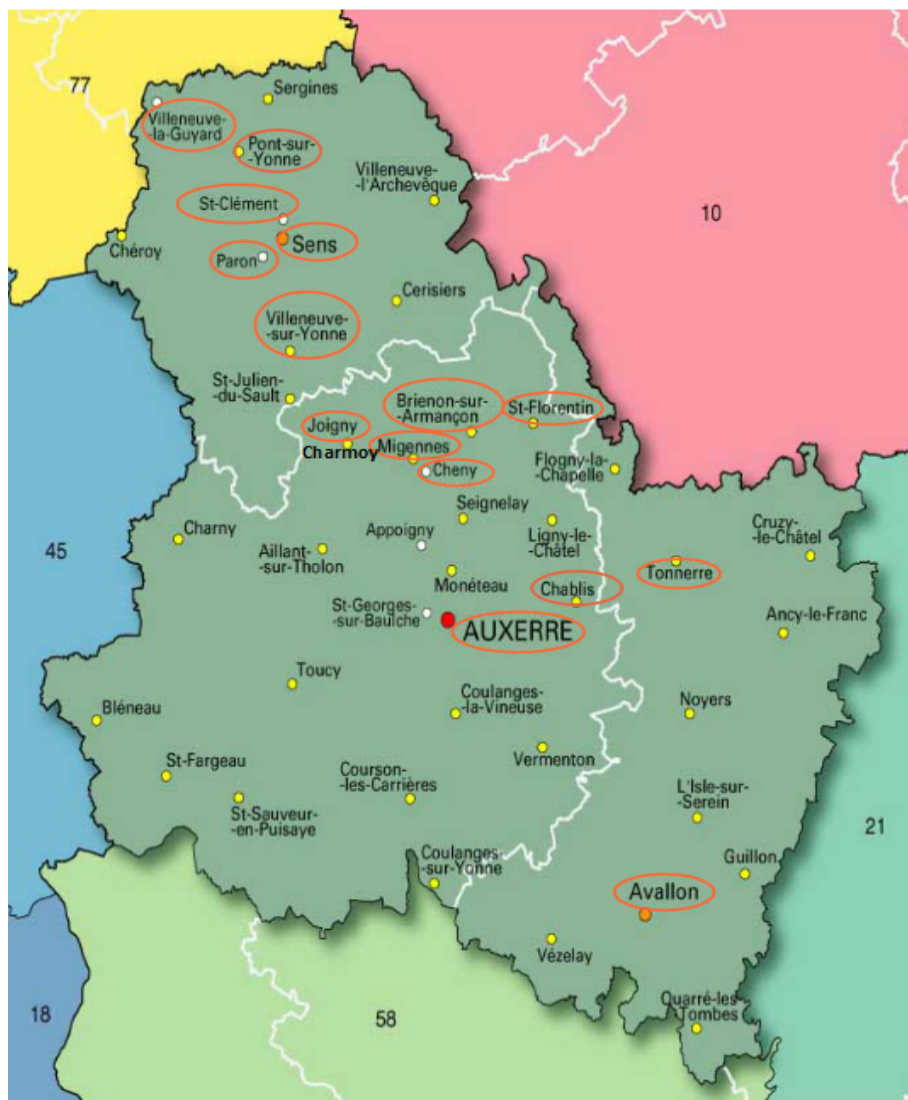 77
Sergines
Villeneuve-
-la-Guyard
Pont-sur-
-Yonne
Villeneuve-
-l'Archevêque
St-Clément
10
Chéroy
Sens
Paron
Cerisiers
Villeneuve-
-sur-Yonne
St-Julien-
-du-Sault
Brienon-sur-
-Armançon
St-Florentin
Joigny
Charmoy
Migennes
Cheny
Flogny-la-
-Chapelle
Seignelay
Charny
Appoigny
Ligny-le-
-Châtel
Cruzy-
-le-Châtel
45
Aillant-
-sur-Tholon
Monéteau
Tonnerre
Chablis
St-Georges-
-sur-Baulche
Ancy-le-Franc
AUXERRE
Toucy
Coulanges-
-la-Vineuse
Noyers
Bléneau
St-Fargeau
Vermenton
Courson-
-les-Carrières
L'Isle-sur-
-Serein
St-Sauveur-
-en-Puisaye
21
Coulanges-
-sur-Yonne
Guillon
Avallon
Vézelay
Quarré-les-
-Tombes
18
58